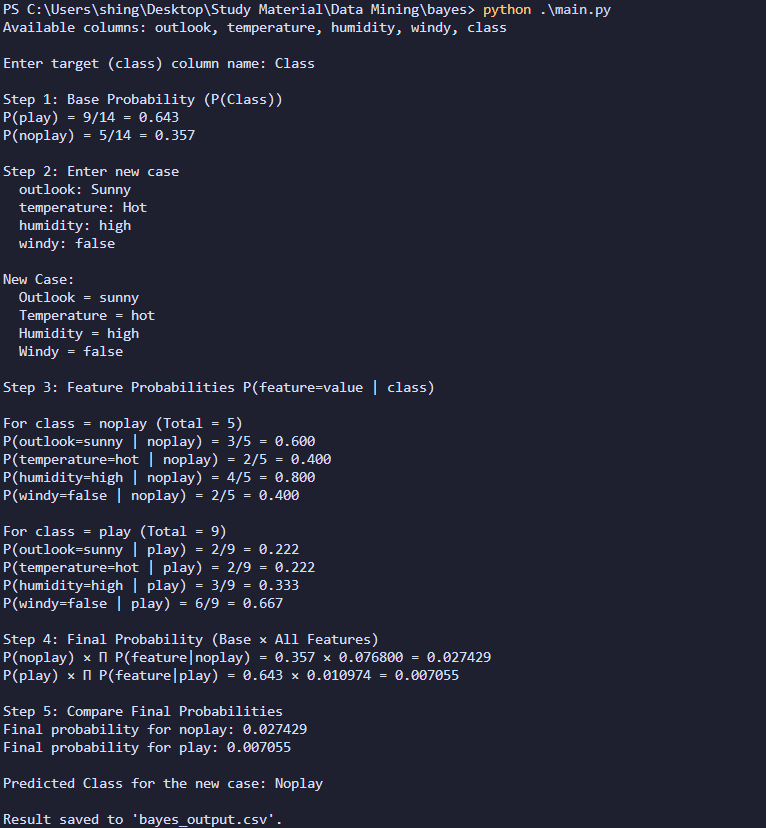 PS C:\Users\shing\Desktop\Study Material\Data Mining\bayes> python .\main.py
Available columns: outlook, temperature, humidity, windy, class
Enter target (class) column name: Class
Step 1: Base Probability (P(Class))
P(play) = 9/14 = 0.643
P(noplay) = 5/14 = 0.357
Step 2: Enter new case
outlook: Sunny
temperature: Hot
humidity: high
windy: false
New Case:
Outlook = sunny
Temperature = hot
Humidity = high
Windy = false
Step 3: Feature Probabilities P(feature=value | class)
For class = noplay (Total = 5)
P(outlook=sunny | noplay) = 3/5 = 0.600
P(temperature=hot | noplay) = 2/5 = 0.400
P(humidity=high | noplay) = 4/5 = 0.800
P(windy=false | noplay) = 2/5 = 0.400
For class = play (Total = 9)
P(outlook=sunny | play) = 2/9 = 0.222
P(temperature=hot | play) = 2/9 = 0.222
P(humidity=high | play) = 3/9 = 0.333
P(windy=false | play) = 6/9 = 0.667
Step 4: Final Probability (Base × All Features)
P(noplay) × Π P(feature|noplay) = 0.357 × 0.076800 = 0.027429
P(play) × Π P(feature|play) = 0.643 × 0.010974 = 0.007055
Step 5: Compare Final Probabilities
Final probability for noplay: 0.027429
Final probability for play: 0.007055
Predicted Class for the new case: Noplay
Result saved to 'bayes_output.csv'.